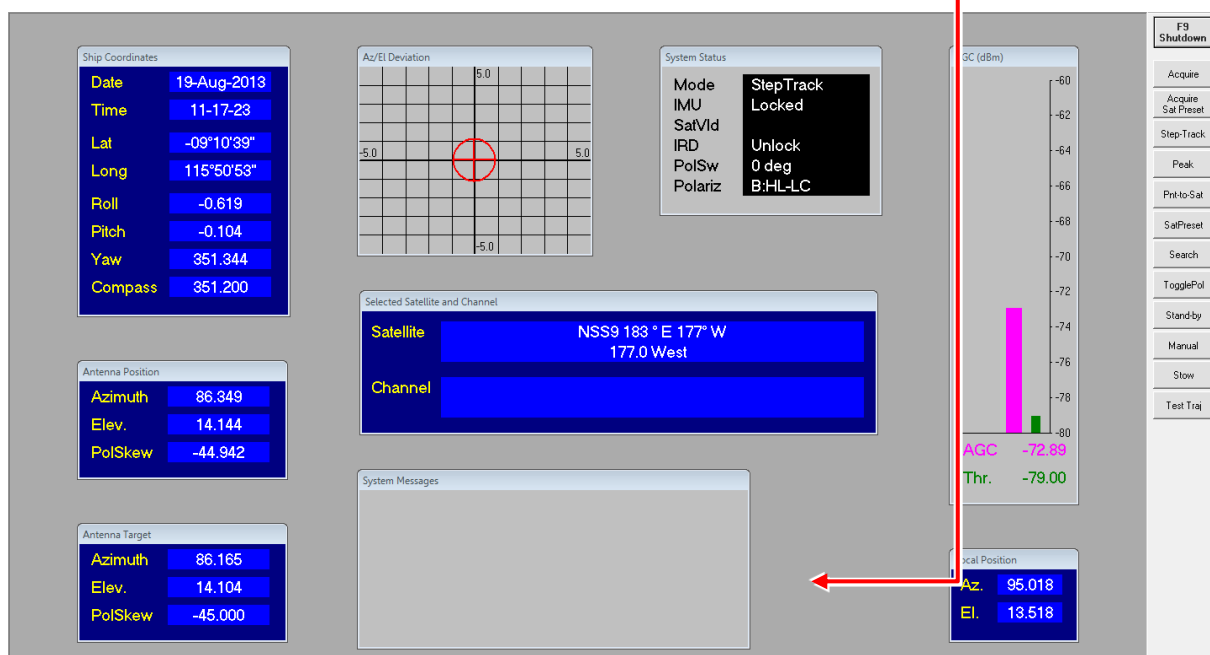 Ship Coordinates
Date 19-Aug-2013
Time 11-17-23
Lat -09°10'39"
Long 115°50'53"
Roll -0.619
Pitch -0.104
Yaw 351.344
Compass 351.200
Antenna Position
Azimuth 86.349
Elev. 14.144
PolSkew -44.942
Antenna Target
Azimuth 86.165
Elev. 14.104
PolSkew -45.000
Az/El Deviation
5.0
-5.0 5.0
-5.0
System Status
Mode StepTrack
IMU Locked
SatVld
IRD Unlock
PolSw 0 deg
Polariz B:HL-LC
Selected Satellite and Channel
Satellite NSS9 183 ° E 177° W
177.0 West
Channel
System Messages
GC (dBm)
-60
-62
-64
-66
-68
-70
-72
-74
-76
-78
-80
AGC -72.89
Thr. -79.00
ocal Position
Az. 95.018
El. 13.518
F9
Shutdown
Acquire
Acquire
Sat Preset
Step-Track
Peak
Pnt-to-Sat
SatPreset
Search
TogglePol
Stand-by
Manual
Stow
Test Traj